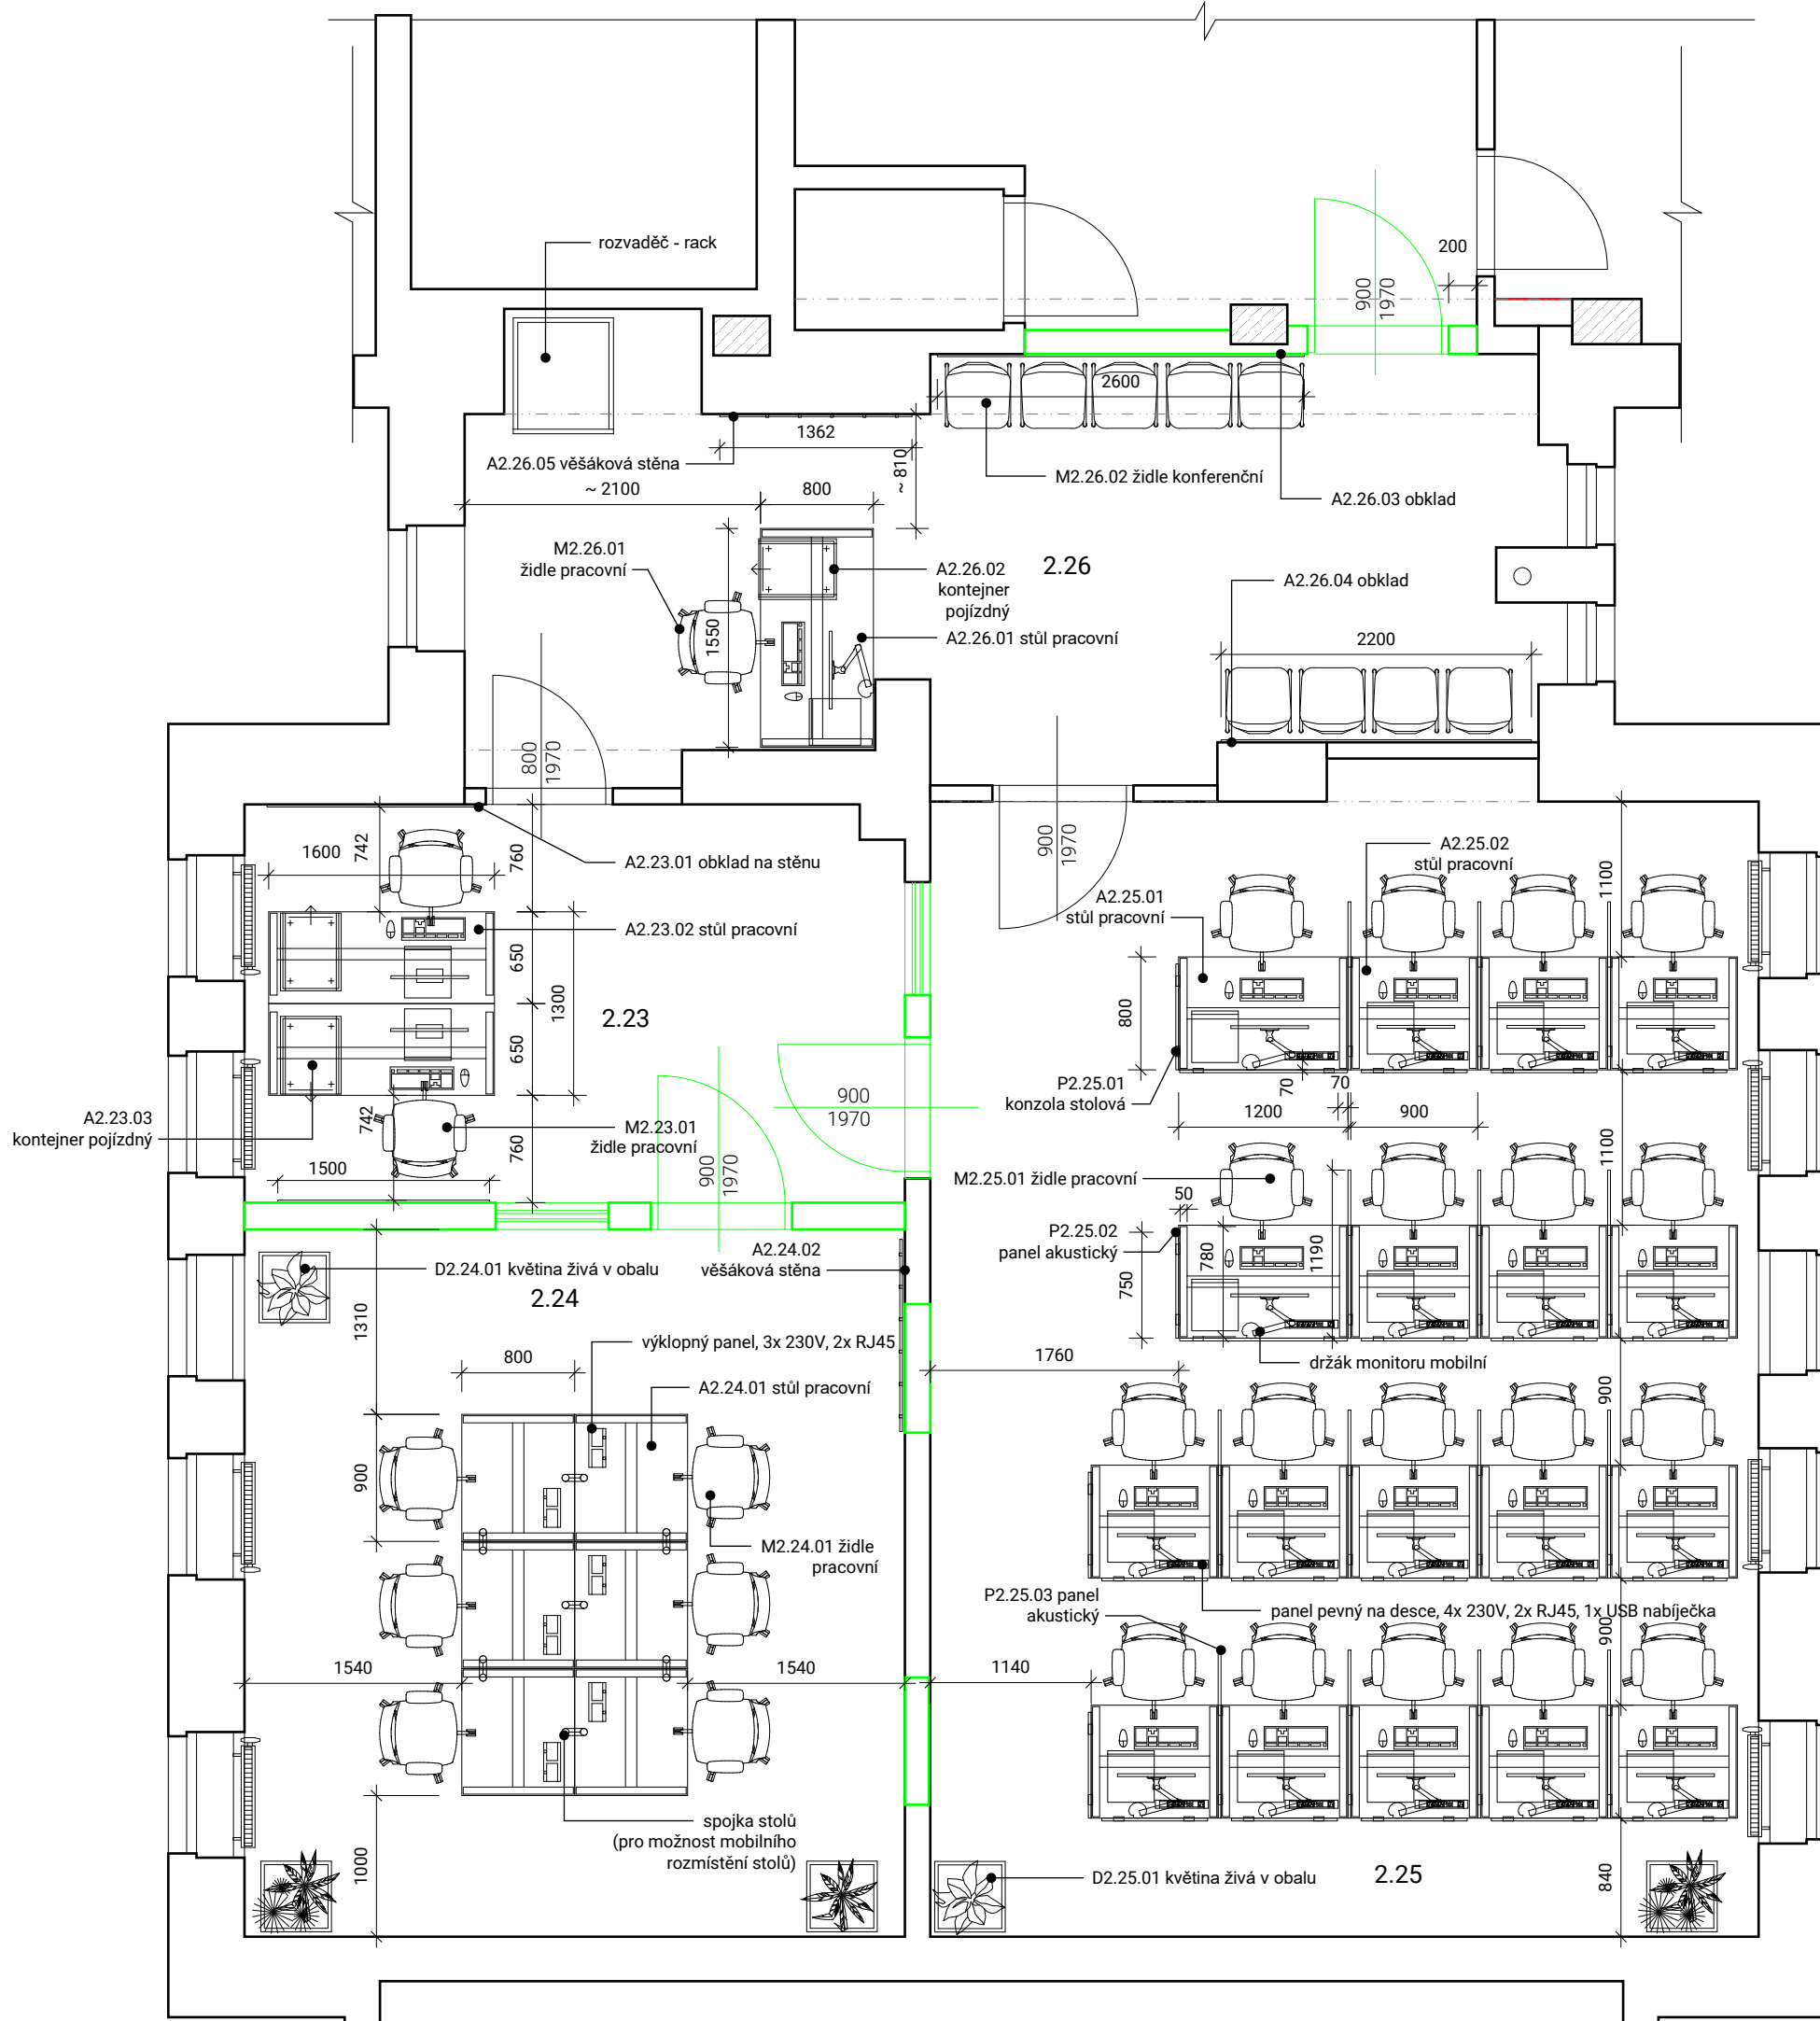 rozvaděč - rack
200
900
1970
2600
1362
A2.26.05 věšáková stěna
~ 810
M2.26.02 židle konferenční
~ 2100
800
A2.26.03 obklad
M2.26.01
židle pracovní
A2.26.02
kontejner
pojízdný
2.26
A2.26.04 obklad
1550
A2.26.01 stůl pracovní
2200
800
1970
900
1970
742
1600
760
A2.23.01 obklad na stěnu
A2.25.02
stůl pracovní
1100
A2.25.01
stůl pracovní
A2.23.02 stůl pracovní
650
1300
2.23
800
650
P2.25.01
konzola stolová
70
70
A2.23.03
kontejner pojízdný
742
M2.23.01
židle pracovní
760
900
1970
900
1970
1200
900
1100
1500
M2.25.01 židle pracovní
50
P2.25.02
panel akustický
780
1190
750
A2.24.02
věšáková stěna
D2.24.01 květina živá v obalu
2.24
1310
výklopný panel, 3x 230V, 2x RJ45
800
1760
držák monitoru mobilní
A2.24.01 stůl pracovní
900
900
M2.24.01 židle
pracovní
P2.25.03 panel
akustický
panel pevný na desce, 4x 230V, 2x RJ45, 1x USB nabíječka
900
1540
1540
1140
spojka stolů
(pro možnost mobilního
rozmístění stolů)
1000
D2.25.01 květina živá v obalu
2.25
840